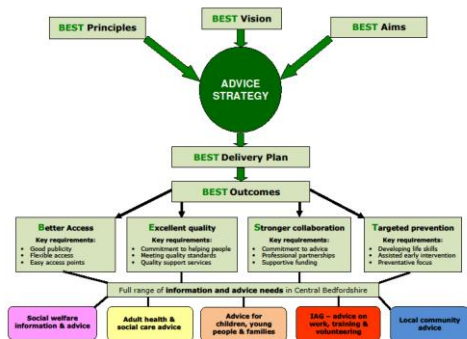 BEST Principles
BEST Vision
BEST Aims
ADVICE
STRATEGY
BEST Delivery Plan
BEST Outcomes
Better Access
Key requirements:
• Good publicity
• Flexible access
• Easy access points
Excellent quality
Key requirements:
• Commitment to helping people
• Meeting quality standards
• Quality support services
Stronger collaboration
Key requirements:
• Commitment to advice
• Professional partnerships
• Supportive funding
Targeted prevention
Key requirements:
• Developing life skills
• Assisted early intervention
• Preventative focus
Full range of information and advice needs in Central Bedfordshire
Social welfare
information & advice
Adult health &
social care advice
Advice for
children, young
people & families
IAG – advice on
work, training &
volunteering
Local community
advice